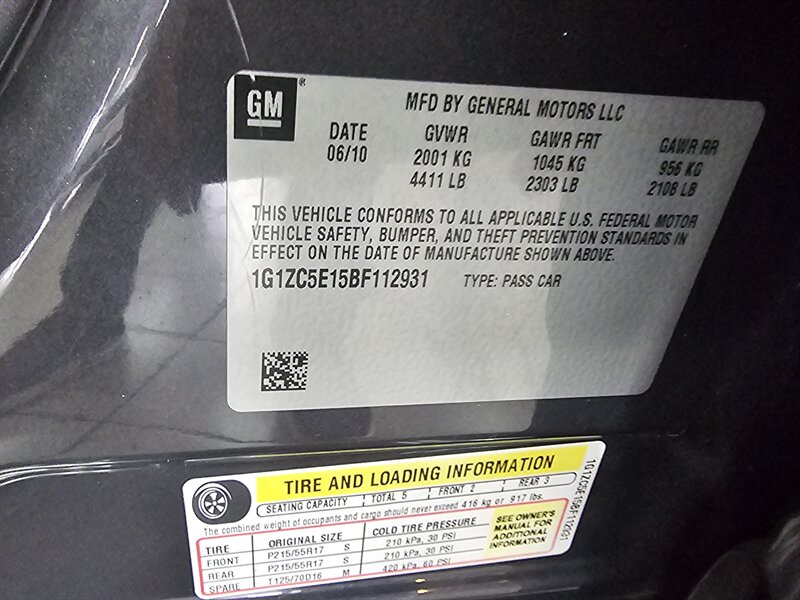 GM
MFD BY GENERAL MOTORS LLC
DATE GVWR GAWR FRT GAWR RR
06/10 2001 KG 1045 KG 956 KG
4411 LB 2303 LB 2108 LB
THIS VEHICLE CONFORMS TO ALL APPLICABLE U.S. FEDERAL MOTOR
VEHICLE SAFETY, BUMPER, AND THEFT PREVENTION STANDARDS IN
EFFECT ON THE DATE OF MANUFACTURE SHOWN ABOVE.
1G1ZC5E15BF112931 TYPE: PASS CAR
TIRE AND LOADING INFORMATION
SEATING CAPACITY TOTAL 5 FRONT 2 REAR 3
The combined weight of occupants and cargo should never exceed 416 kg or 917 lbs.
TIRE ORIGINAL SIZE COLD TIRE PRESSURE
FRONT P215/55R17 S 210 kPa, 30 PSI
REAR P215/55R17 S 210 kPa, 30 PSI
SPARE T125/70D16 M 420 kPa, 60 PSI
SEE OWNER'S
MANUAL FOR
ADDITIONAL
INFORMATION
1G1ZC5E15BF112931